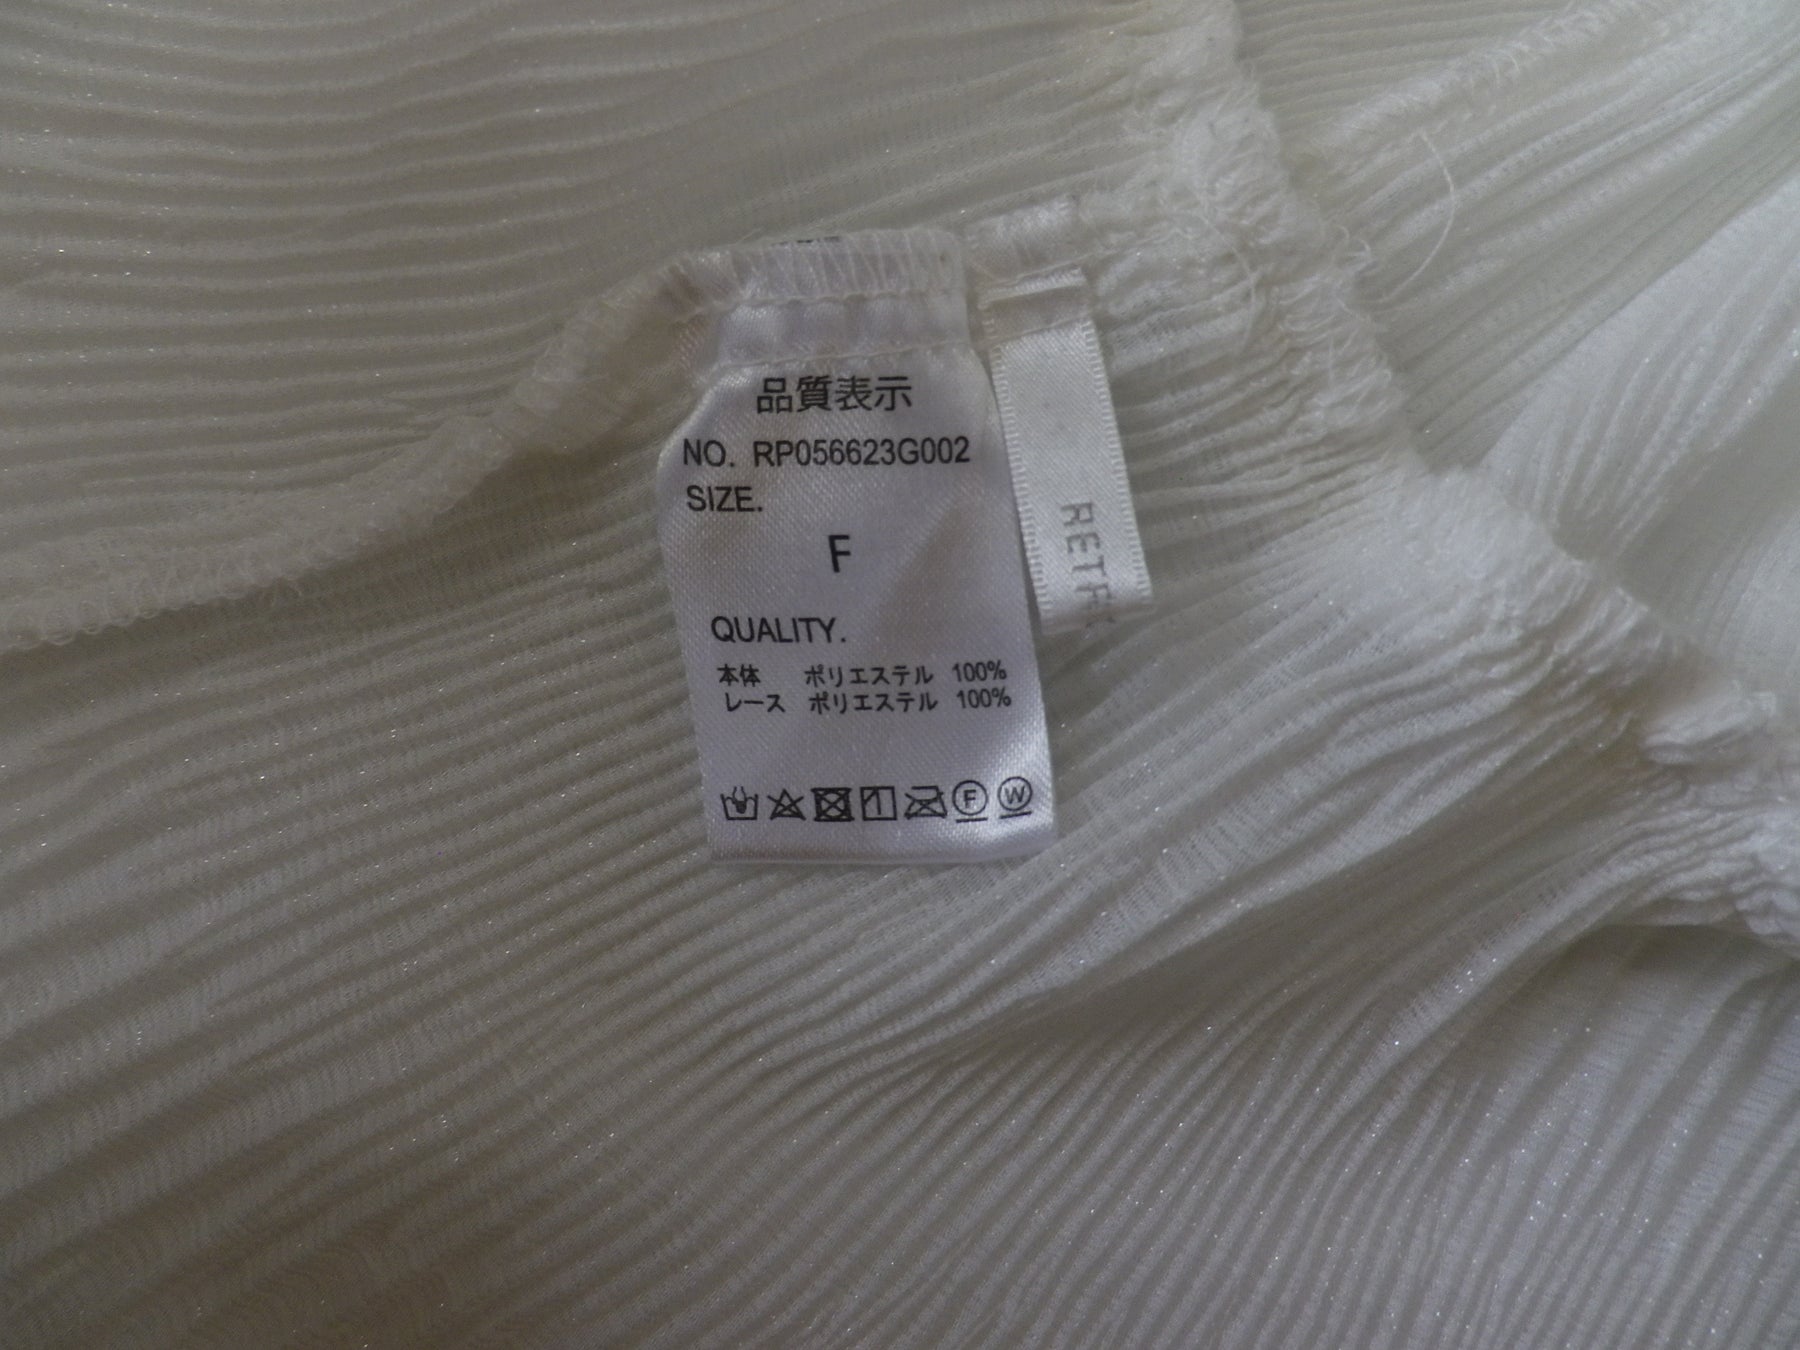 品質表示
NO. RP056623G002
SIZE.
F
QUALITY.
本体 ポリエステル 100%
レース ポリエステル 100%
F W
RETF